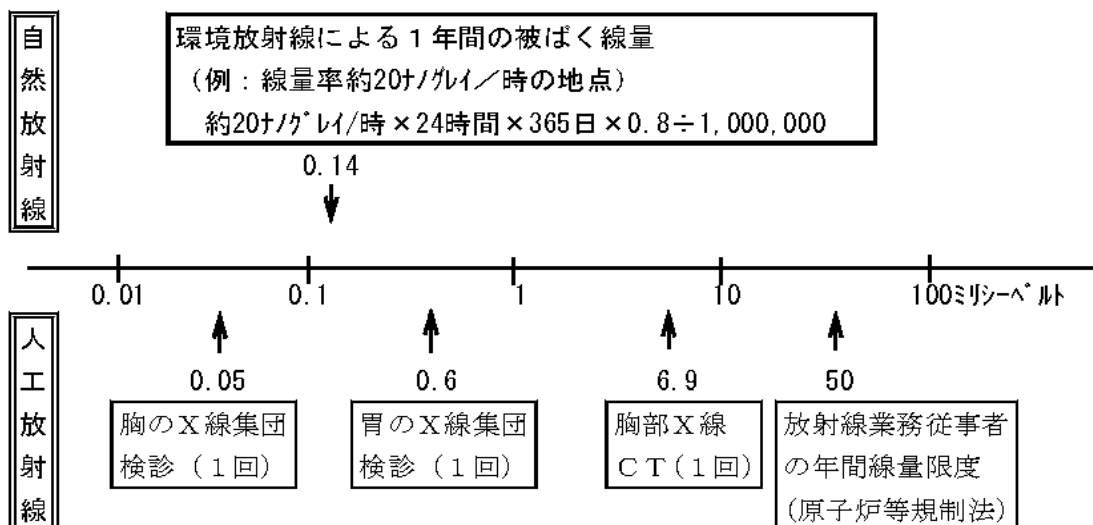 自然放射線
環境放射線による１年間の被ばく線量
（例：線量率約20ﾅﾉｸﾞﾚｲ／時の地点）
約20ﾅﾉｸﾞﾚｲ/時×24時間×365日×0.8÷1,000,000
0.14
0.01 0.1 1 10 100ﾐﾘｼｰﾍﾞﾙﾄ
人工放射線
0.05 0.6 6.9 50
胸のＸ線集団
検診（１回）
胃のＸ線集団
検診（１回）
胸部Ｘ線
ＣＴ(１回)
放射線業務従事者
の年間線量限度
(原子炉等規制法)